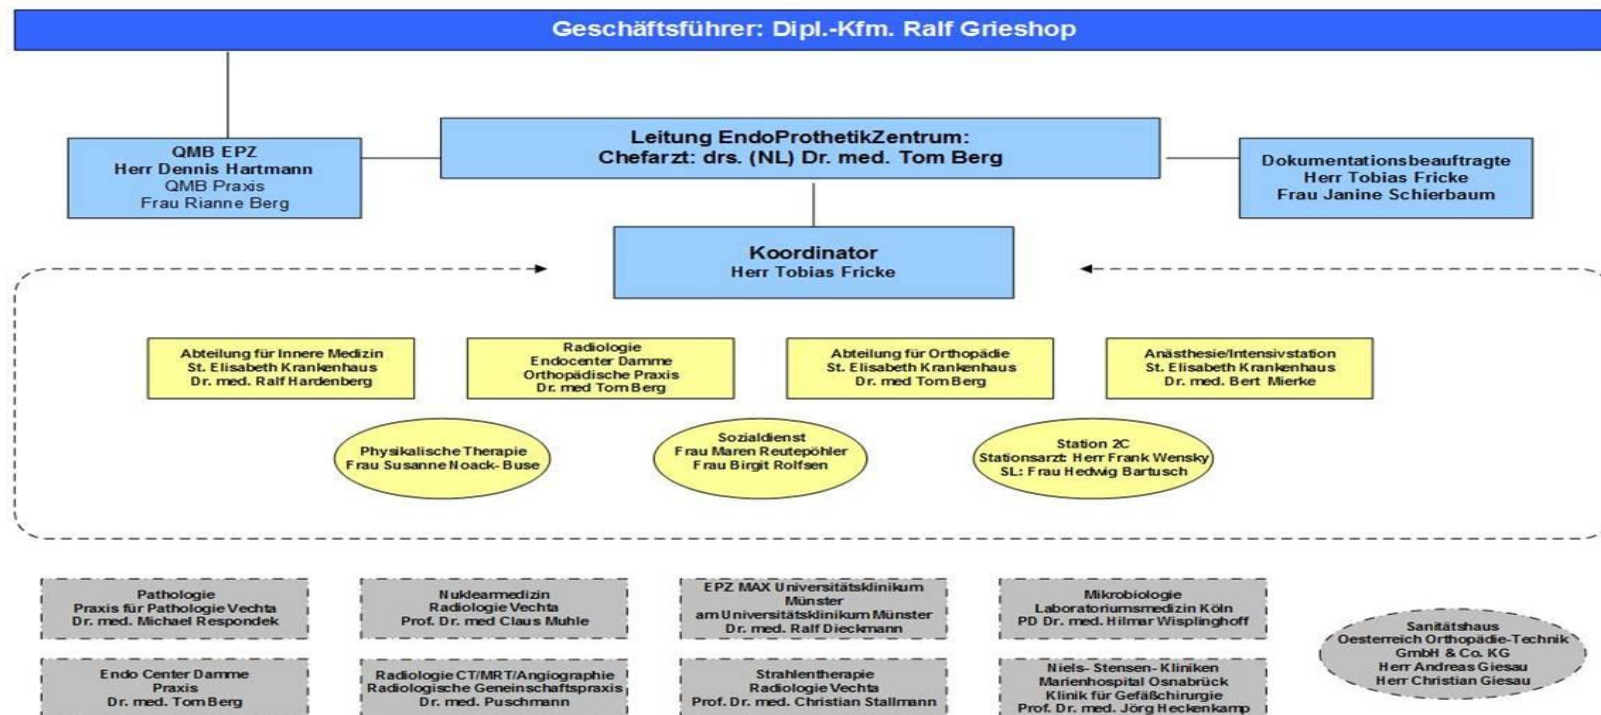 Geschäftsführer: Dipl.-Kfm. Ralf Grieshop
QMB EPZ
Herr Dennis Hartmann
QMB Praxis
Frau Rianne Berg
Leitung EndoProthetikZentrum:
Chefarzt: drs. (NL) Dr. med. Tom Berg
Dokumentationsbeauftragte
Herr Tobias Fricke
Frau Janine Schierbaum
Koordinator
Herr Tobias Fricke
Abteilung für Innere Medizin
St. Elisabeth Krankenhaus
Dr. med. Ralf Hardenberg
Radiologie
Endocenter Damme
Orthopädische Praxis
Dr. med Tom Berg
Abteilung für Orthopädie
St. Elisabeth Krankenhaus
Dr. med Tom Berg
Anästhesie/Intensivstation
St. Elisabeth Krankenhaus
Dr. med. Bert Mierke
Physikalische Therapie
Frau Susanne Noack-Buse
Sozialdienst
Frau Maren Reutepöhler
Frau Birgit Rolfsen
Station 2C
Stationsarzt: Herr Frank Wensky
SL: Frau Hedwig Bartusch
Pathologie
Praxis für Pathologie Vechta
Dr. med. Michael Respondek
Nuklearmedizin
Radiologie Vechta
Prof. Dr. med Claus Muhle
EPZ MAX Universitätsklinikum
Münster
am Universitätsklinikum Münster
Dr. med. Ralf Dieckmann
Mikrobiologie
Laboratoriumsmedizin Köln
PD Dr. med. Hilmar Wisplinghoff
Sanitätshaus
Oesterreich Orthopädie-Technik
GmbH & Co. KG
Herr Andreas Giesau
Herr Christian Giesau
Endo Center Damme
Praxis
Dr. med. Tom Berg
Radiologie CT/MRT/Angiographie
Radiologische Geneinschaftspraxis
Dr. med. Puschmann
Strahlentherapie
Radiologie Vechta
Prof. Dr. med. Christian Stallmann
Niels- Stensen- Kliniken
Marienhospital Osnabrück
Klinik für Gefäßchirurgie
Prof. Dr. med. Jörg Heckenkamp